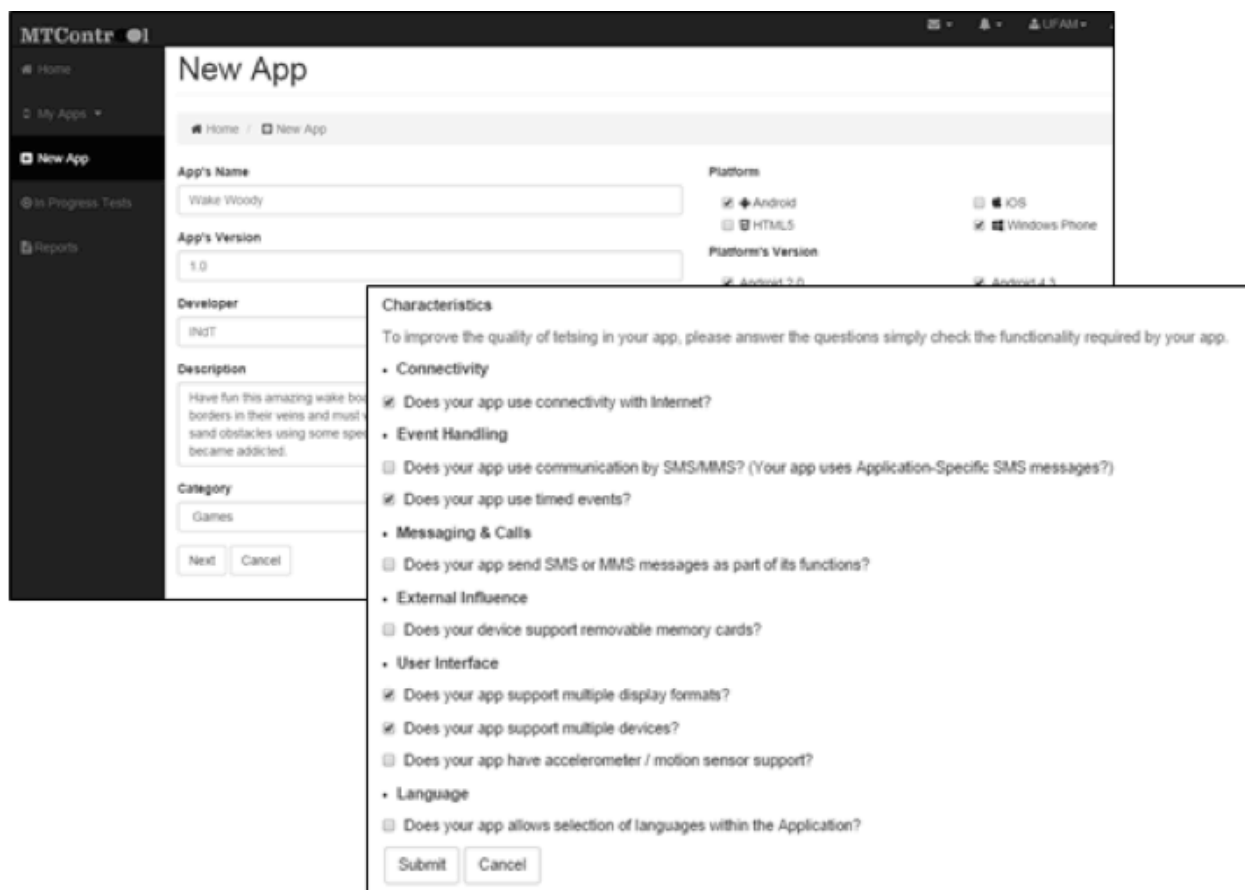 MTContr l
UFAM
Home
My Apps
New App
In Progress Tests
Reports
New App
Home / New App
App's Name
Wake Woody
App's Version
1.0
Developer
INdT
Description
Have fun this amazing wake boa
borders in their veins and must
sand obstacles using some spec
became addicted.
Category
Games
Next Cancel
Platform
Android iOS
HTML5 Windows Phone
Platform's Version
Android 2.0 Android 4.3
Characteristics
To improve the quality of tetsing in your app, please answer the questions simply check the functionality required by your app.
• Connectivity
Does your app use connectivity with Internet?
• Event Handling
Does your app use communication by SMS/MMS? (Your app uses Application-Specific SMS messages?)
Does your app use timed events?
• Messaging & Calls
Does your app send SMS or MMS messages as part of its functions?
• External Influence
Does your device support removable memory cards?
• User Interface
Does your app support multiple display formats?
Does your app support multiple devices?
Does your app have accelerometer / motion sensor support?
• Language
Does your app allows selection of languages within the Application?
Submit Cancel